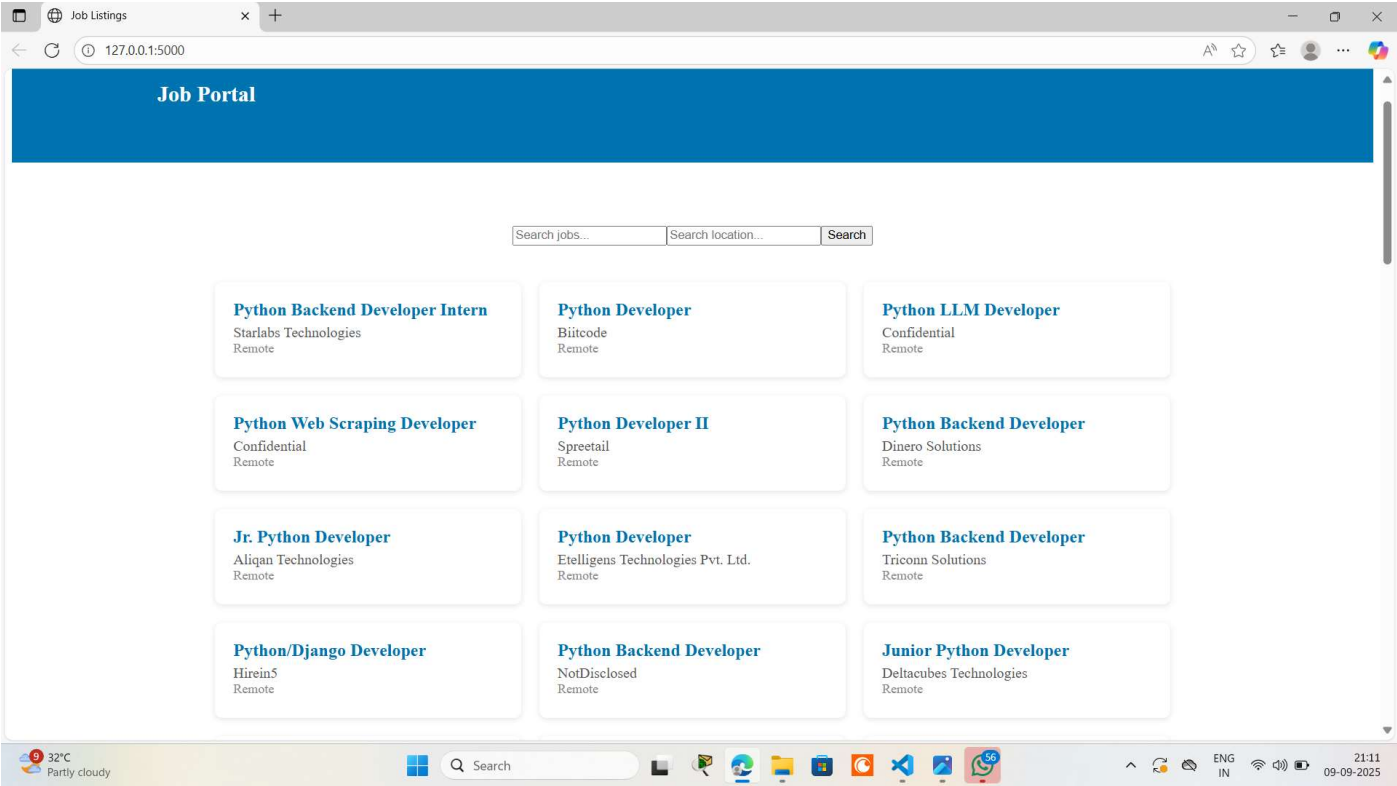 Job Listings
127.0.0.1:5000
Job Portal
Search jobs... Search location... Search
Python Backend Developer Intern
Starlabs Technologies
Remote
Python Developer
Biitcode
Remote
Python LLM Developer
Confidential
Remote
Python Web Scraping Developer
Confidential
Remote
Python Developer II
Spreetail
Remote
Python Backend Developer
Dinero Solutions
Remote
Jr. Python Developer
Aliqan Technologies
Remote
Python Developer
Etelligens Technologies Pvt. Ltd.
Remote
Python Backend Developer
Triconn Solutions
Remote
Python/Django Developer
Hirein5
Remote
Python Backend Developer
NotDisclosed
Remote
Junior Python Developer
Deltacubes Technologies
Remote
9
32°C
Partly cloudy
Search
56
ENG
IN
21:11
09-09-2025